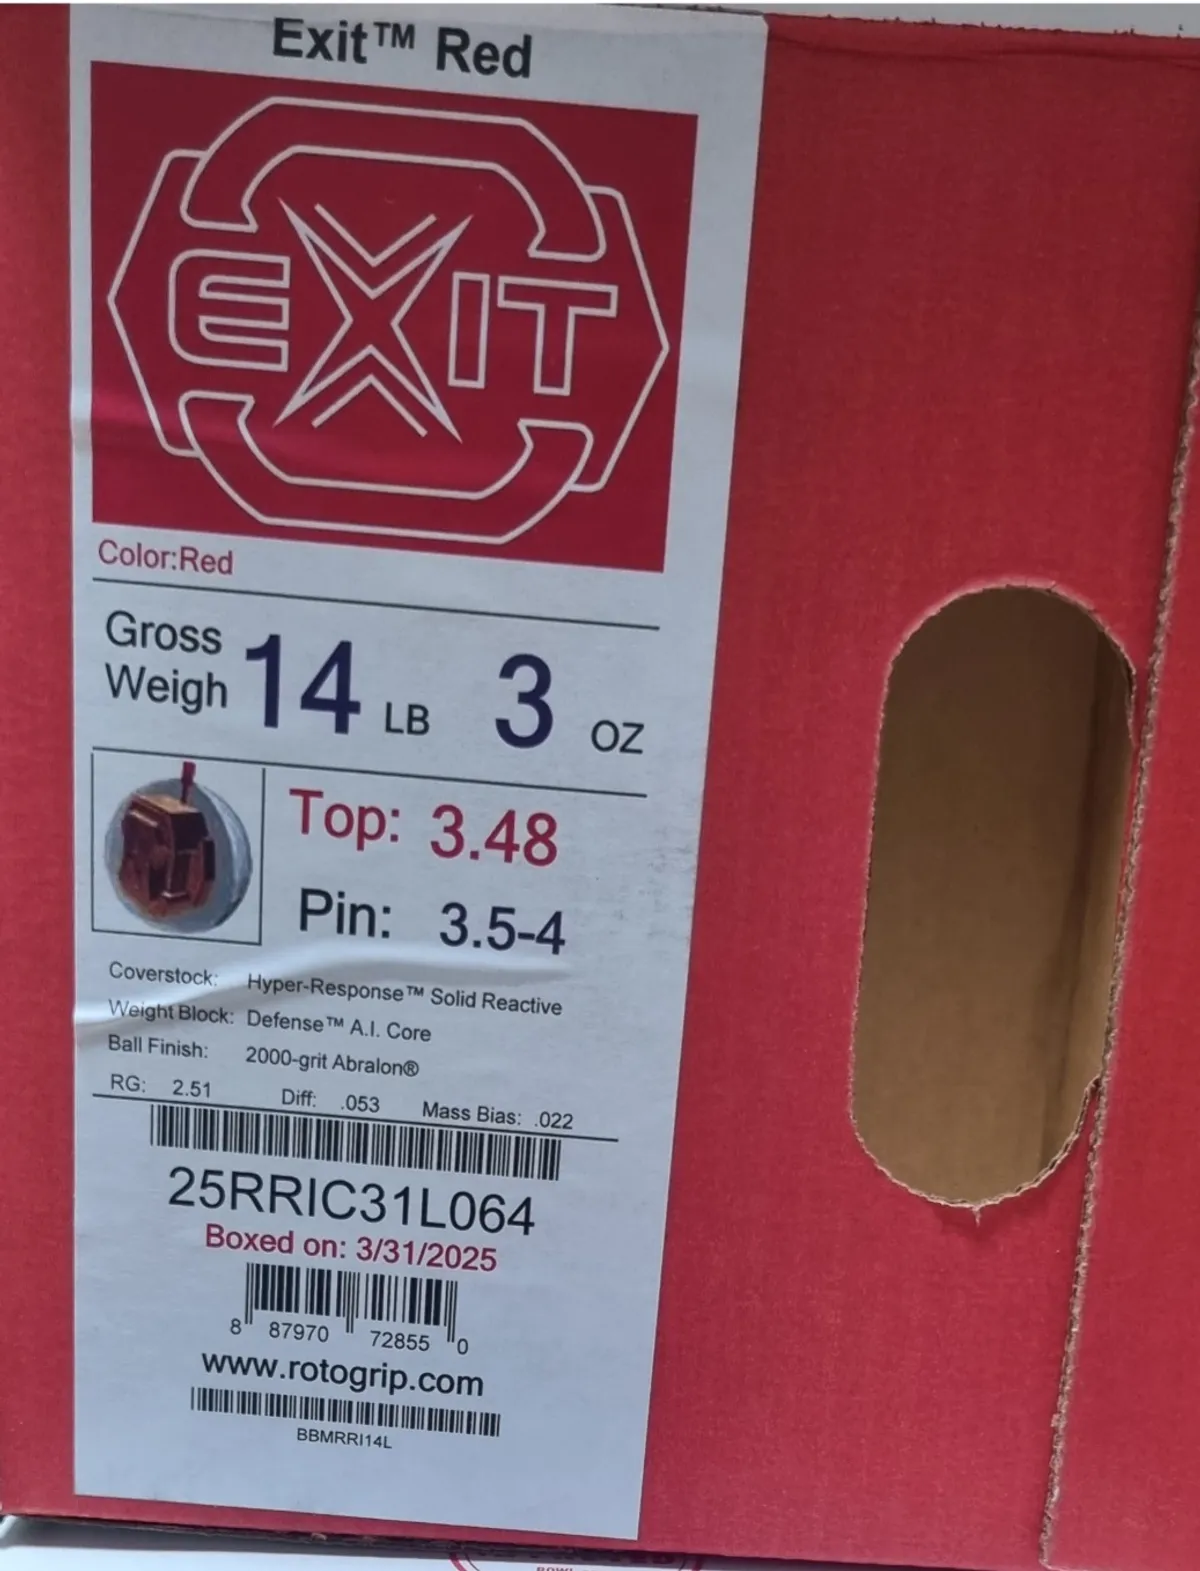 Exit™ Red
EXIT
Color:Red
Gross
Weigh 14 LB 3 OZ
Top: 3.48
Pin: 3.5-4
Coverstock: Hyper-Response™ Solid Reactive
Weight Block: Defense™ A.I. Core
Ball Finish: 2000-grit Abralon®
RG: 2.51 Diff: .053 Mass Bias: .022
25RRIC31L064
Boxed on: 3/31/2025
8 87970 72855 0
www.rotogrip.com
BBMRRI14L